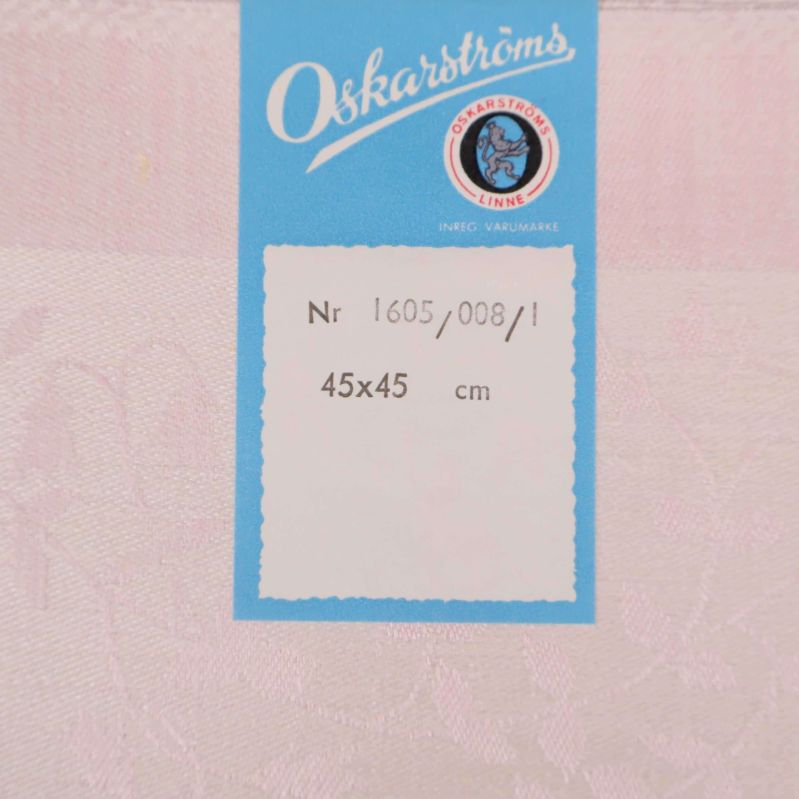 Oskarströms
OSKARSTRÖMS
LINNE
INREG. VARUMÄRKE
Nr 1605/008/1
45x45 cm